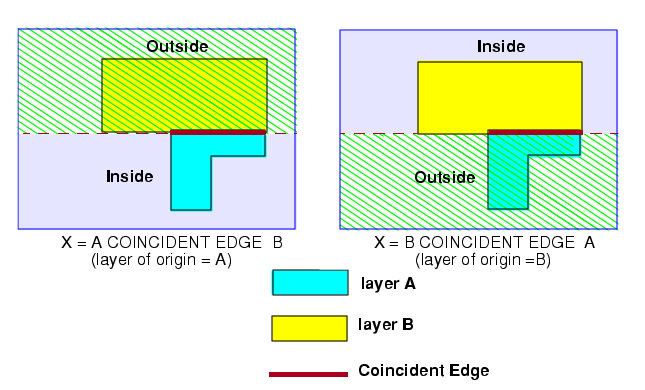 Outside
Inside
X = A COINCIDENT EDGE B
(layer of origin = A)
Inside
Outside
X = B COINCIDENT EDGE A
(layer of origin =B)
layer A
layer B
Coincident Edge